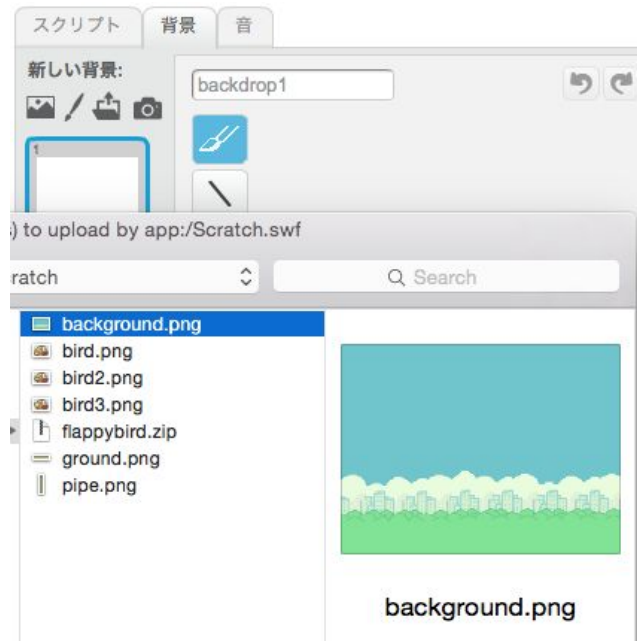 スクリプト 背景 音
新しい背景:
backdrop1
1
) to upload by app:/Scratch.swf
ratch
Search
background.png
bird.png
bird2.png
bird3.png
flappybird.zip
ground.png
pipe.png
background.png